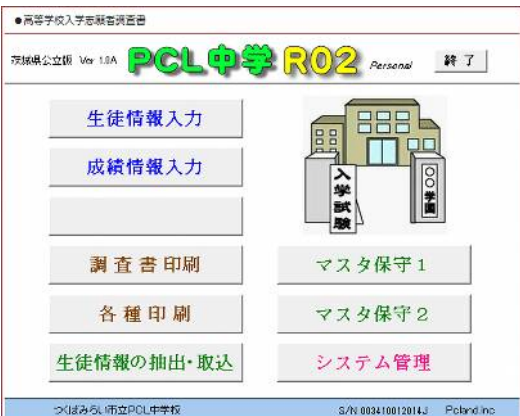 ●高等学校入学志願者調査書
茨城県公立版 Ver 1.0A PCL中学 R02 Personal 終了
生徒情報入力
成績情報入力
入学試験
○○学園
調査書印刷
マスタ保守1
各種印刷
マスタ保守2
生徒情報の抽出・取込
システム管理
つくばみらい市立PCL中学校 S/N 003410012014J Poland.inc